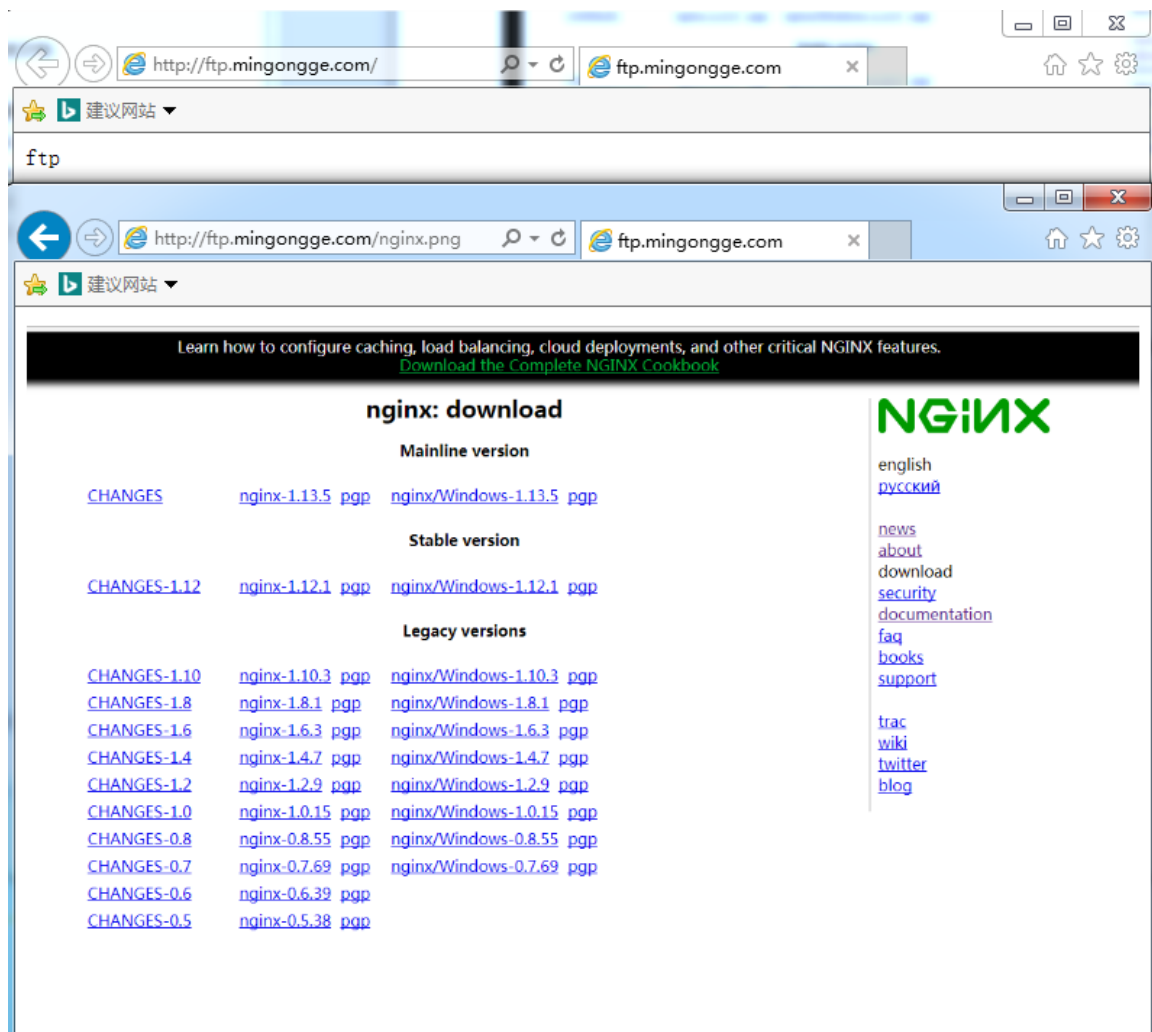 http://ftp.mingongge.com/
ftp.mingongge.com
建议网站
ftp
http://ftp.mingongge.com/nginx.png
ftp.mingongge.com
建议网站
Learn how to configure caching, load balancing, cloud deployments, and other critical NGINX features.
Download the Complete NGINX Cookbook
nginx: download
NGINX
Mainline version
english
русский
CHANGES nginx-1.13.5 pgp nginx/Windows-1.13.5 pgp
Stable version
news
about
download
security
documentation
faq
books
support
CHANGES-1.12 nginx-1.12.1 pgp nginx/Windows-1.12.1 pgp
Legacy versions
CHANGES-1.10 nginx-1.10.3 pgp nginx/Windows-1.10.3 pgp
CHANGES-1.8 nginx-1.8.1 pgp nginx/Windows-1.8.1 pgp
CHANGES-1.6 nginx-1.6.3 pgp nginx/Windows-1.6.3 pgp
CHANGES-1.4 nginx-1.4.7 pgp nginx/Windows-1.4.7 pgp
CHANGES-1.2 nginx-1.2.9 pgp nginx/Windows-1.2.9 pgp
CHANGES-1.0 nginx-1.0.15 pgp nginx/Windows-1.0.15 pgp
CHANGES-0.8 nginx-0.8.55 pgp nginx/Windows-0.8.55 pgp
CHANGES-0.7 nginx-0.7.69 pgp nginx/Windows-0.7.69 pgp
CHANGES-0.6 nginx-0.6.39 pgp
CHANGES-0.5 nginx-0.5.38 pgp
trac
wiki
twitter
blog